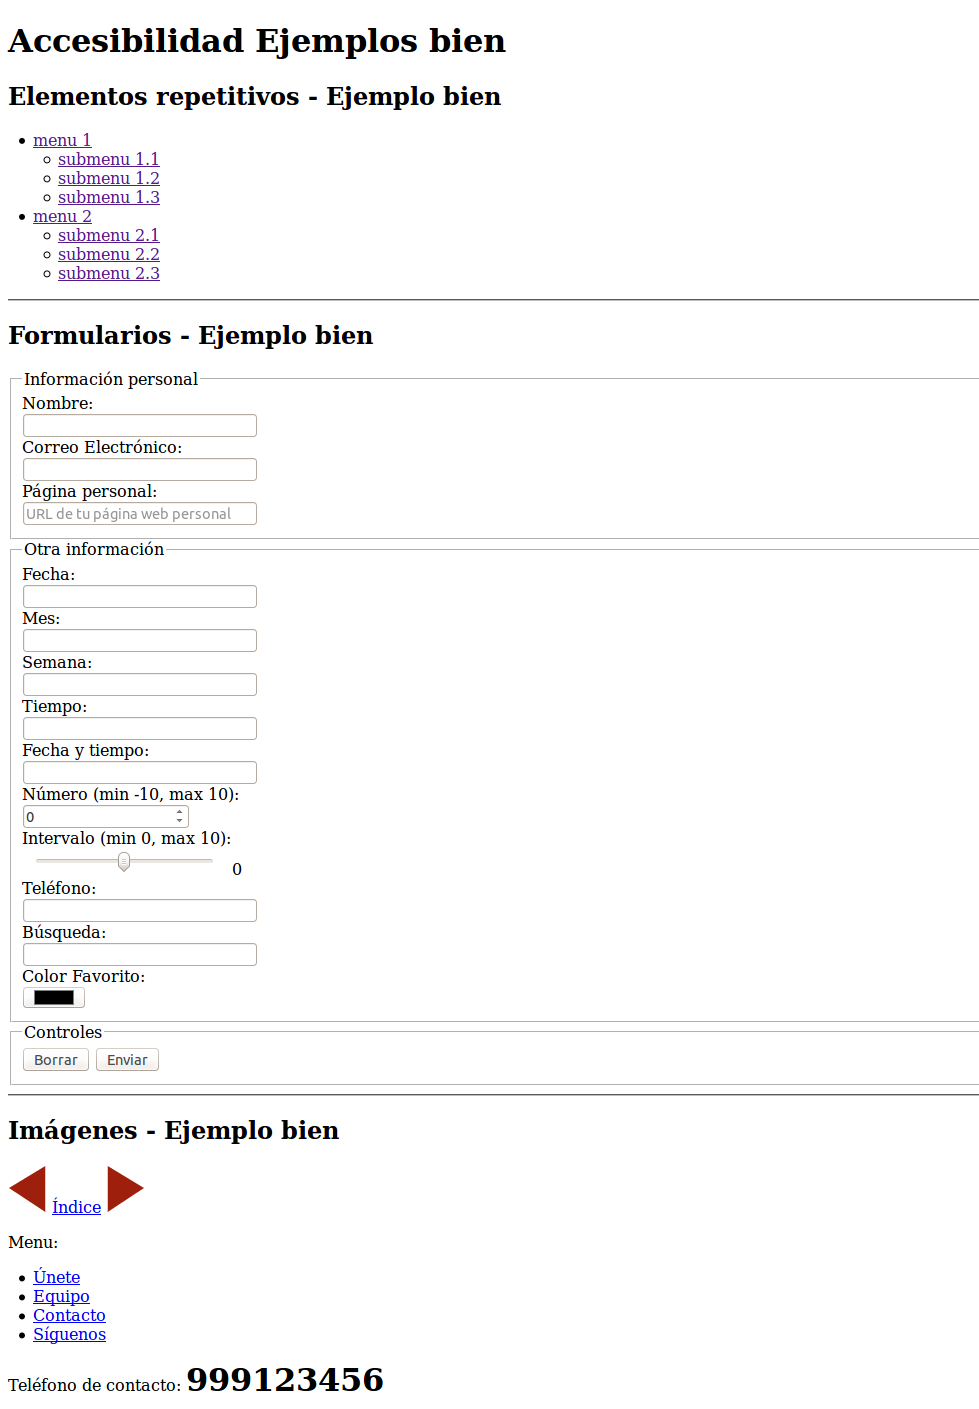 Accesibilidad Ejemplos bien
Elementos repetitivos - Ejemplo bien
menu 1
submenu 1.1
submenu 1.2
submenu 1.3
menu 2
submenu 2.1
submenu 2.2
submenu 2.3
Formularios - Ejemplo bien
Información personal
Nombre:
Correo Electrónico:
Página personal:
URL de tu página web personal
Otra información
Fecha:
Mes:
Semana:
Tiempo:
Fecha y tiempo:
Número (min -10, max 10):
0
Intervalo (min 0, max 10):
0
Teléfono:
Búsqueda:
Color Favorito:
Controles
Borrar Enviar
Imágenes - Ejemplo bien
Índice
Menu:
Únete
Equipo
Contacto
Síguenos
Teléfono de contacto: 999123456